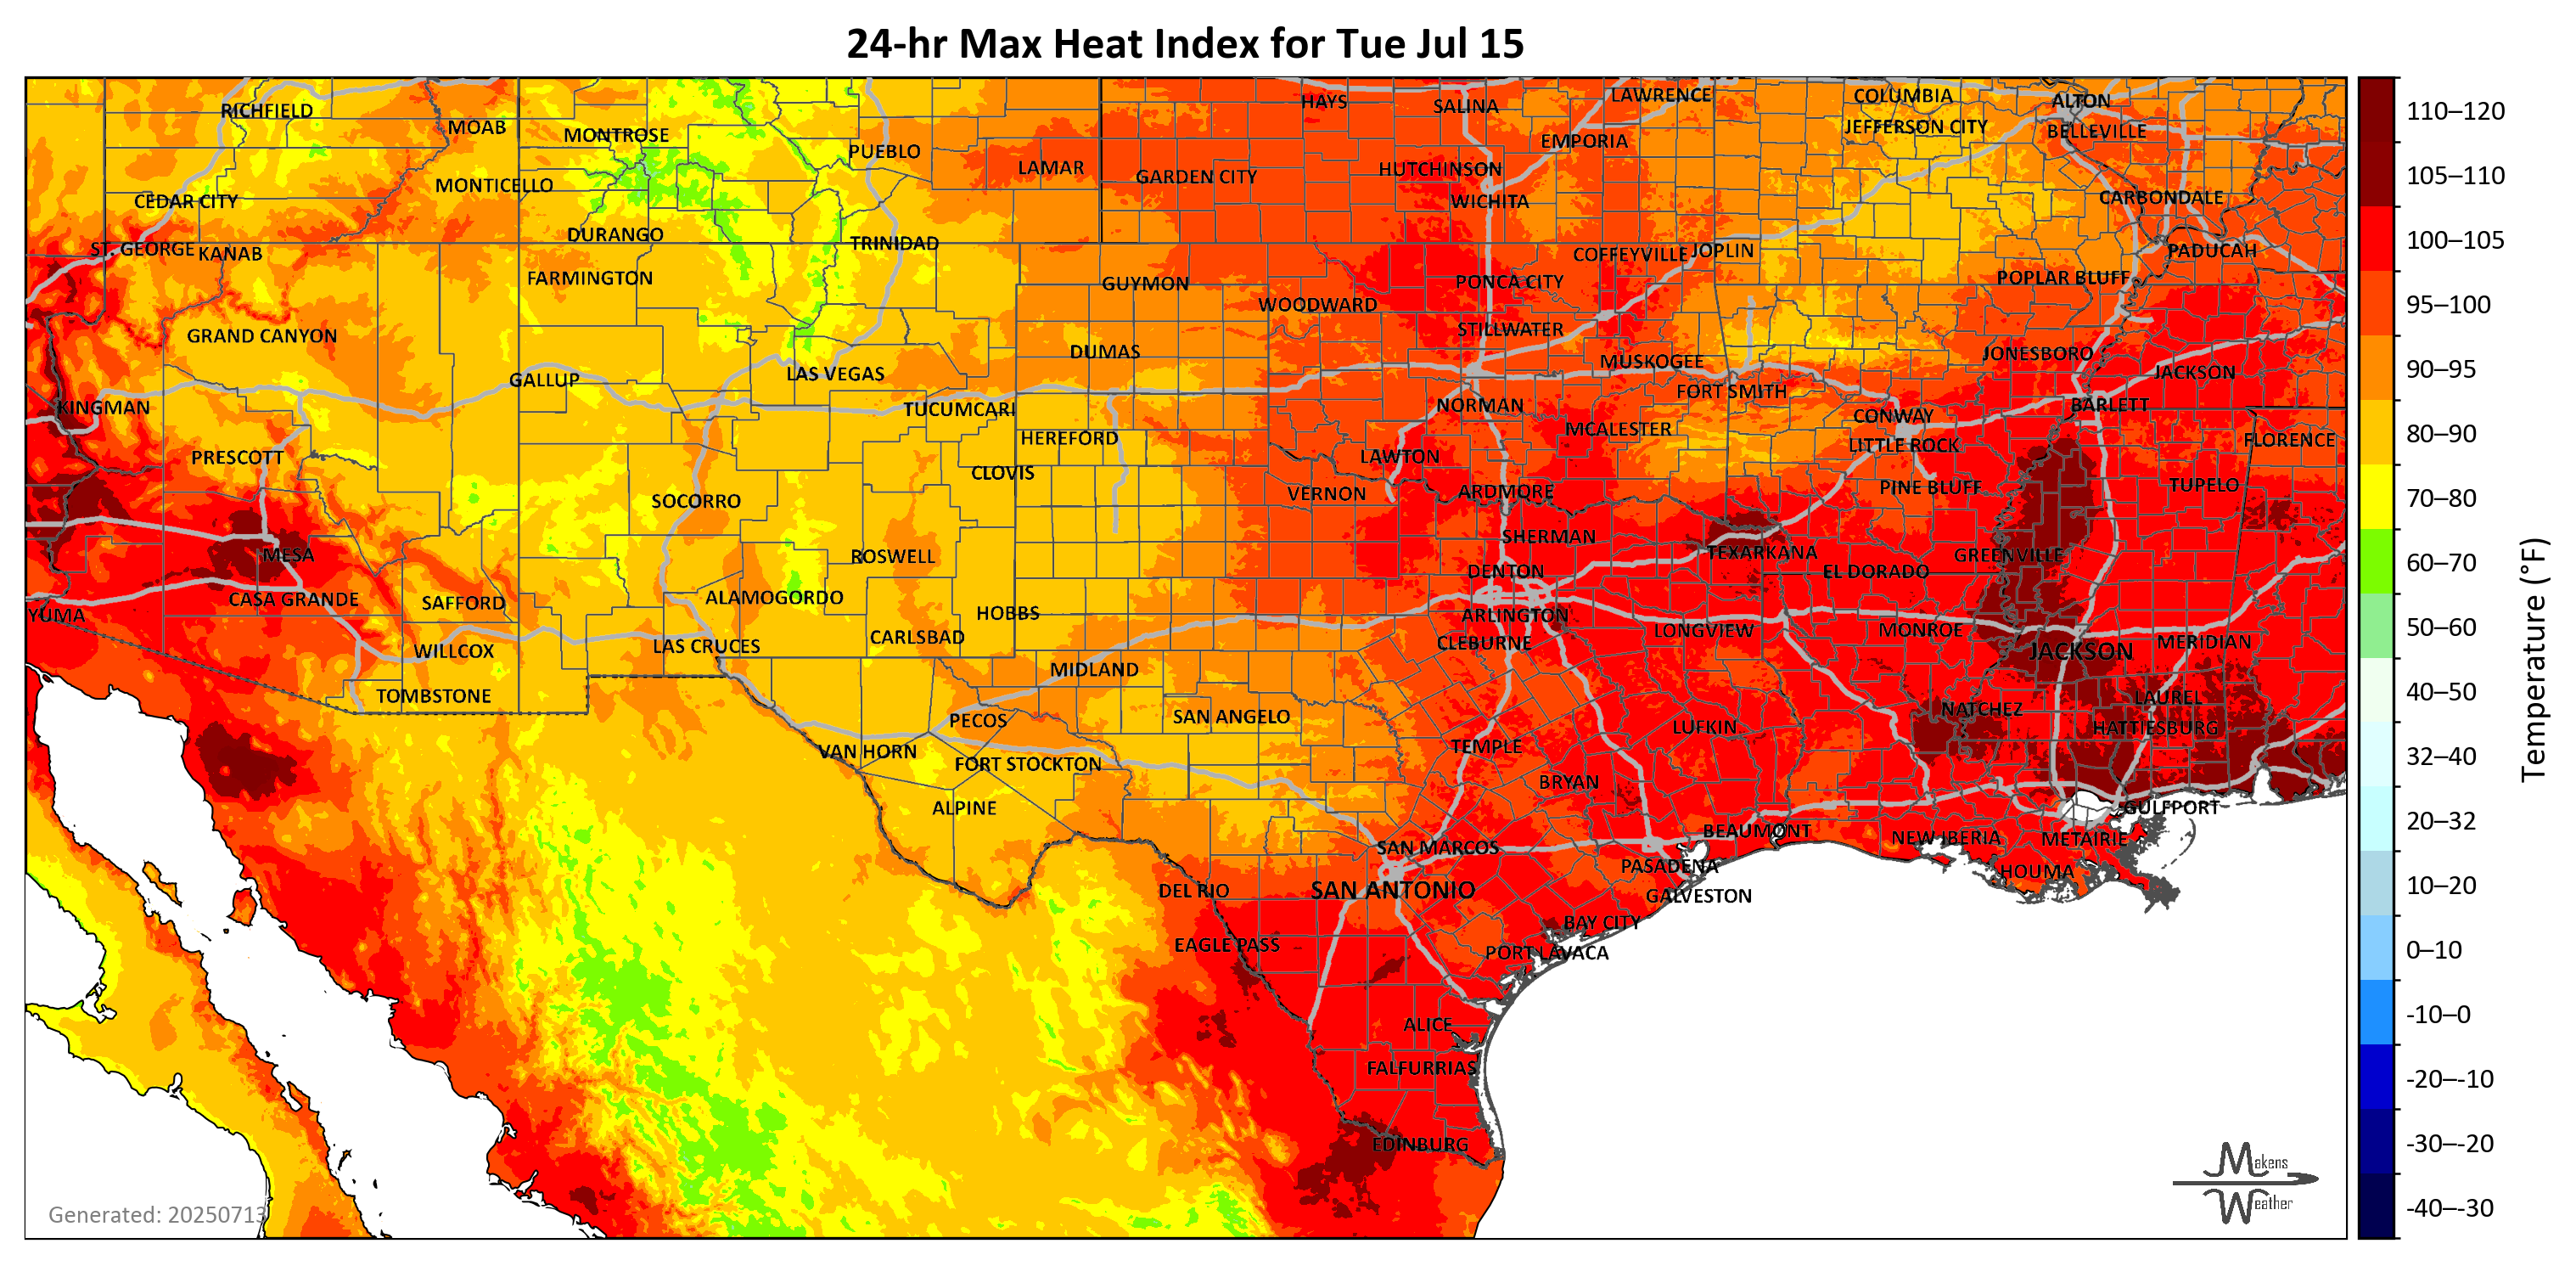 24-hr Max Heat Index for Tue Jul 15
RICHFIELD
MOAB
MONTROSE
PUEBLO
LAMAR
HAYS
SALINA
LAWRENCE
COLUMBIA
ALTON
JEFFERSON CITY
BELLEVILLE
EMPORIA
HUTCHINSON
GARDEN CITY
MONTICELLO
CEDAR CITY
WICHITA
CARBONDALE
DURANGO
TRINIDAD
ST. GEORGE
KANAB
COFFEYVILLE
JOPLIN
PADUCAH
FARMINGTON
GUYMON
PONCA CITY
POPLAR BLUFF
WOODWARD
GRAND CANYON
STILLWATER
DUMAS
JONESBORO
MUSKOGEE
LAS VEGAS
GALLUP
JACKSON
FORT SMITH
KINGMAN
TUCUMCARI
NORMAN
BARLETT
CONWAY
HEREFORD
MCALESTER
LITTLE ROCK
FLORENCE
PRESCOTT
LAWTON
CLOVIS
PINE BLUFF
TUPELO
SOCORRO
VERNON
ARDMORE
SHERMAN
MESA
ROSWELL
TEXARKANA
GREENVILLE
DENTON
EL DORADO
CASA GRANDE
SAFFORD
ALAMOGORDO
HOBBS
YUMA
ARLINGTON
CARLSBAD
LONGVIEW
MONROE
LAS CRUCES
CLEBURNE
MERIDIAN
WILLCOX
JACKSON
MIDLAND
TOMBSTONE
LAUREL
NATCHEZ
PECOS
SAN ANGELO
LUFKIN
HATTIESBURG
VAN HORN
TEMPLE
FORT STOCKTON
BRYAN
ALPINE
GULFPORT
BEAUMONT
NEW IBERIA
METAIRIE
SAN MARCOS
PASADENA
HOUMA
DEL RIO
SAN ANTONIO
GALVESTON
BAY CITY
EAGLE PASS
PORT LAVACA
ALICE
FALFURRIAS
EDINBURG
Generated: 20250713
Makens
Weather
110–120
105–110
100–105
95–100
90–95
80–90
70–80
60–70
50–60
40–50
32–40
20–32
10–20
0–10
-10–0
-20–-10
-30–-20
-40–-30
Temperature (°F)